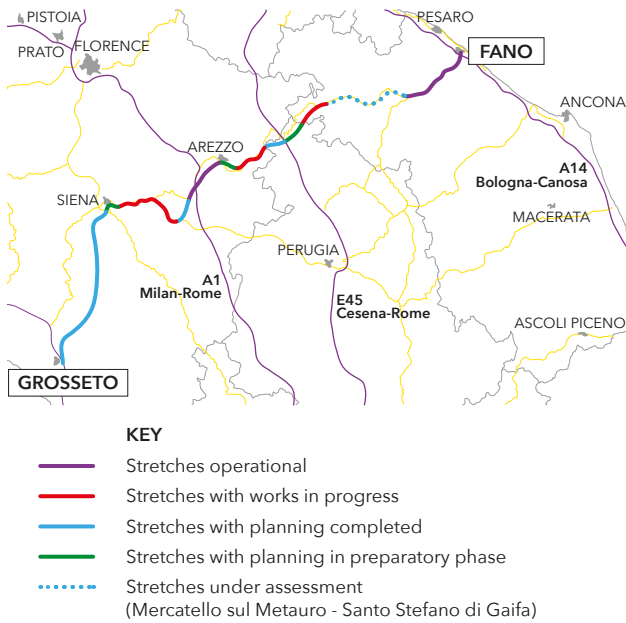 PISTOIA
PESARO
PRATO
FLORENCE
FANO
ANCONA
AREZZO
A14
Bologna-Canosa
SIENA
MACERATA
PERUGIA
A1
Milan-Rome
E45
Cesena-Rome
ASCOLI PICENO
GROSSETO
KEY
Stretches operational
Stretches with works in progress
Stretches with planning completed
Stretches with planning in preparatory phase
Stretches under assessment
(Mercatello sul Metauro - Santo Stefano di Gaifa)